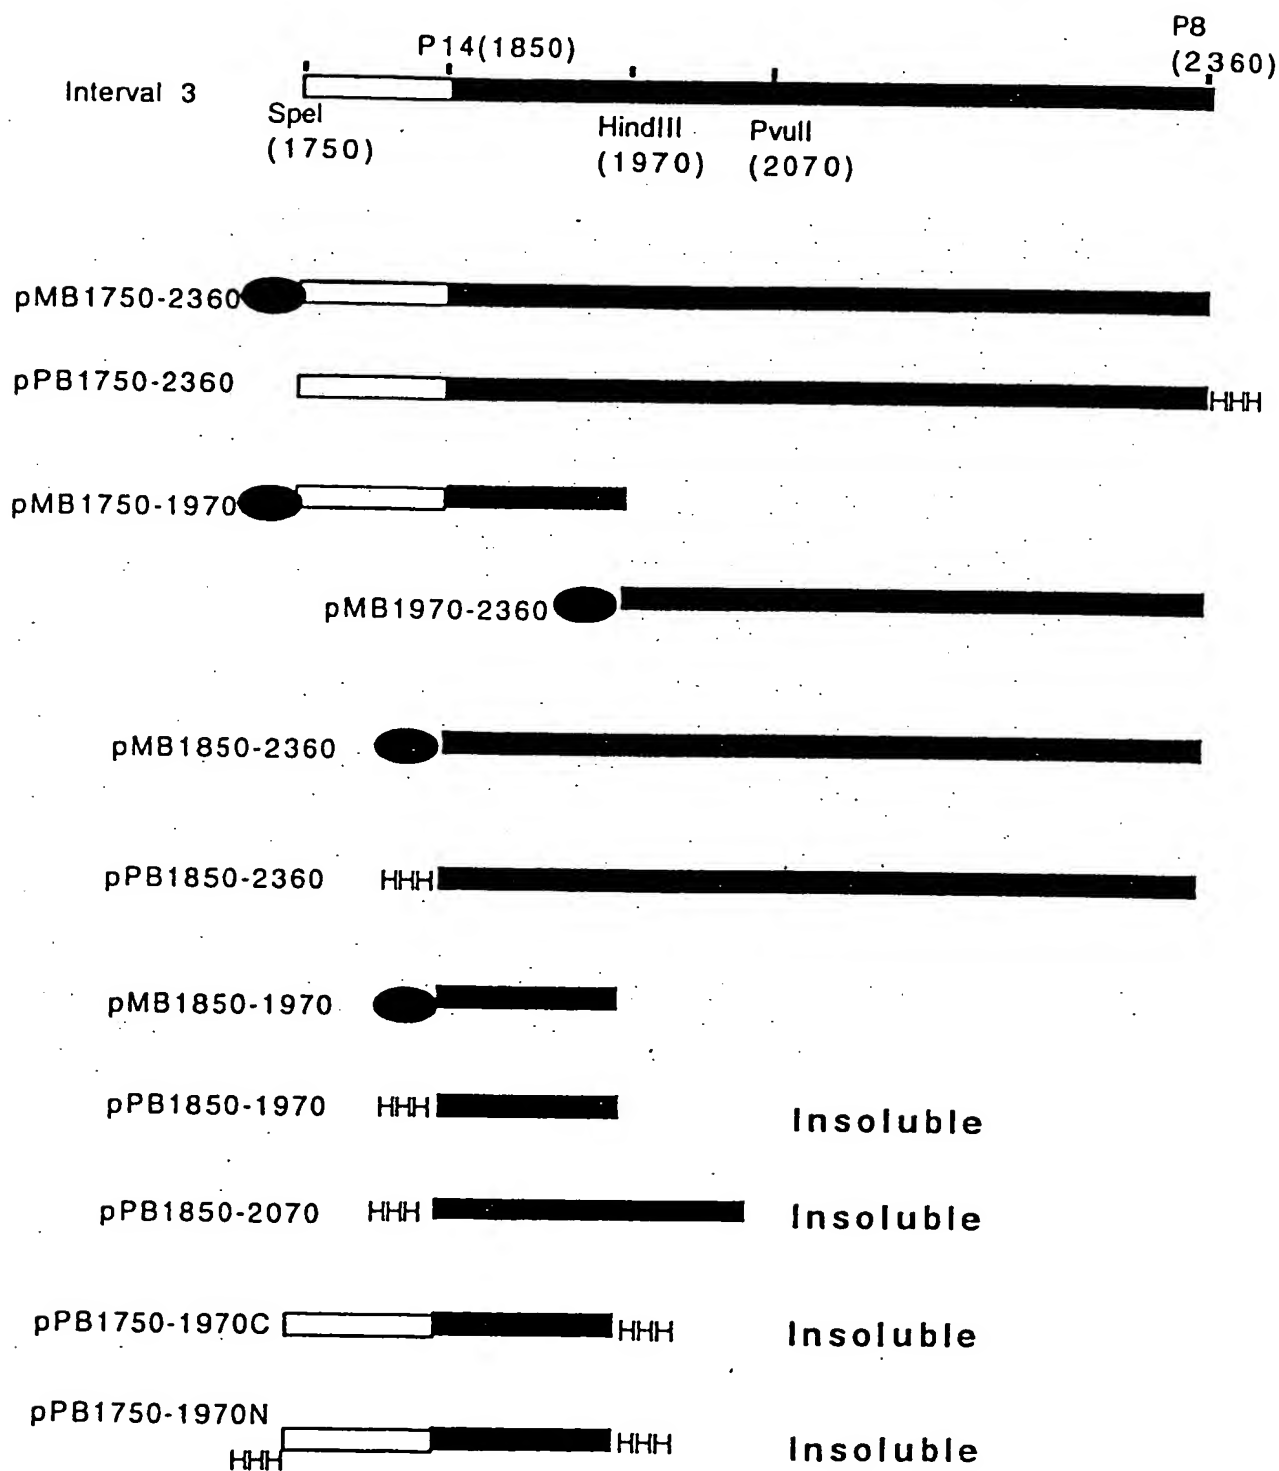 P8
P14(1850)
(2360)
Interval 3
SpeI
(1750)
HindIII
(1970)
PvuII
(2070)
pMB1750-2360
pPB1750-2360
HHH
pMB1750-1970
pMB1970-2360
pMB1850-2360
pPB1850-2360 HHH
pMB1850-1970
pPB1850-1970 HHH Insoluble
pPB1850-2070 HHH Insoluble
pPB1750-1970C HHH Insoluble
pPB1750-1970N
HHH HHH Insoluble